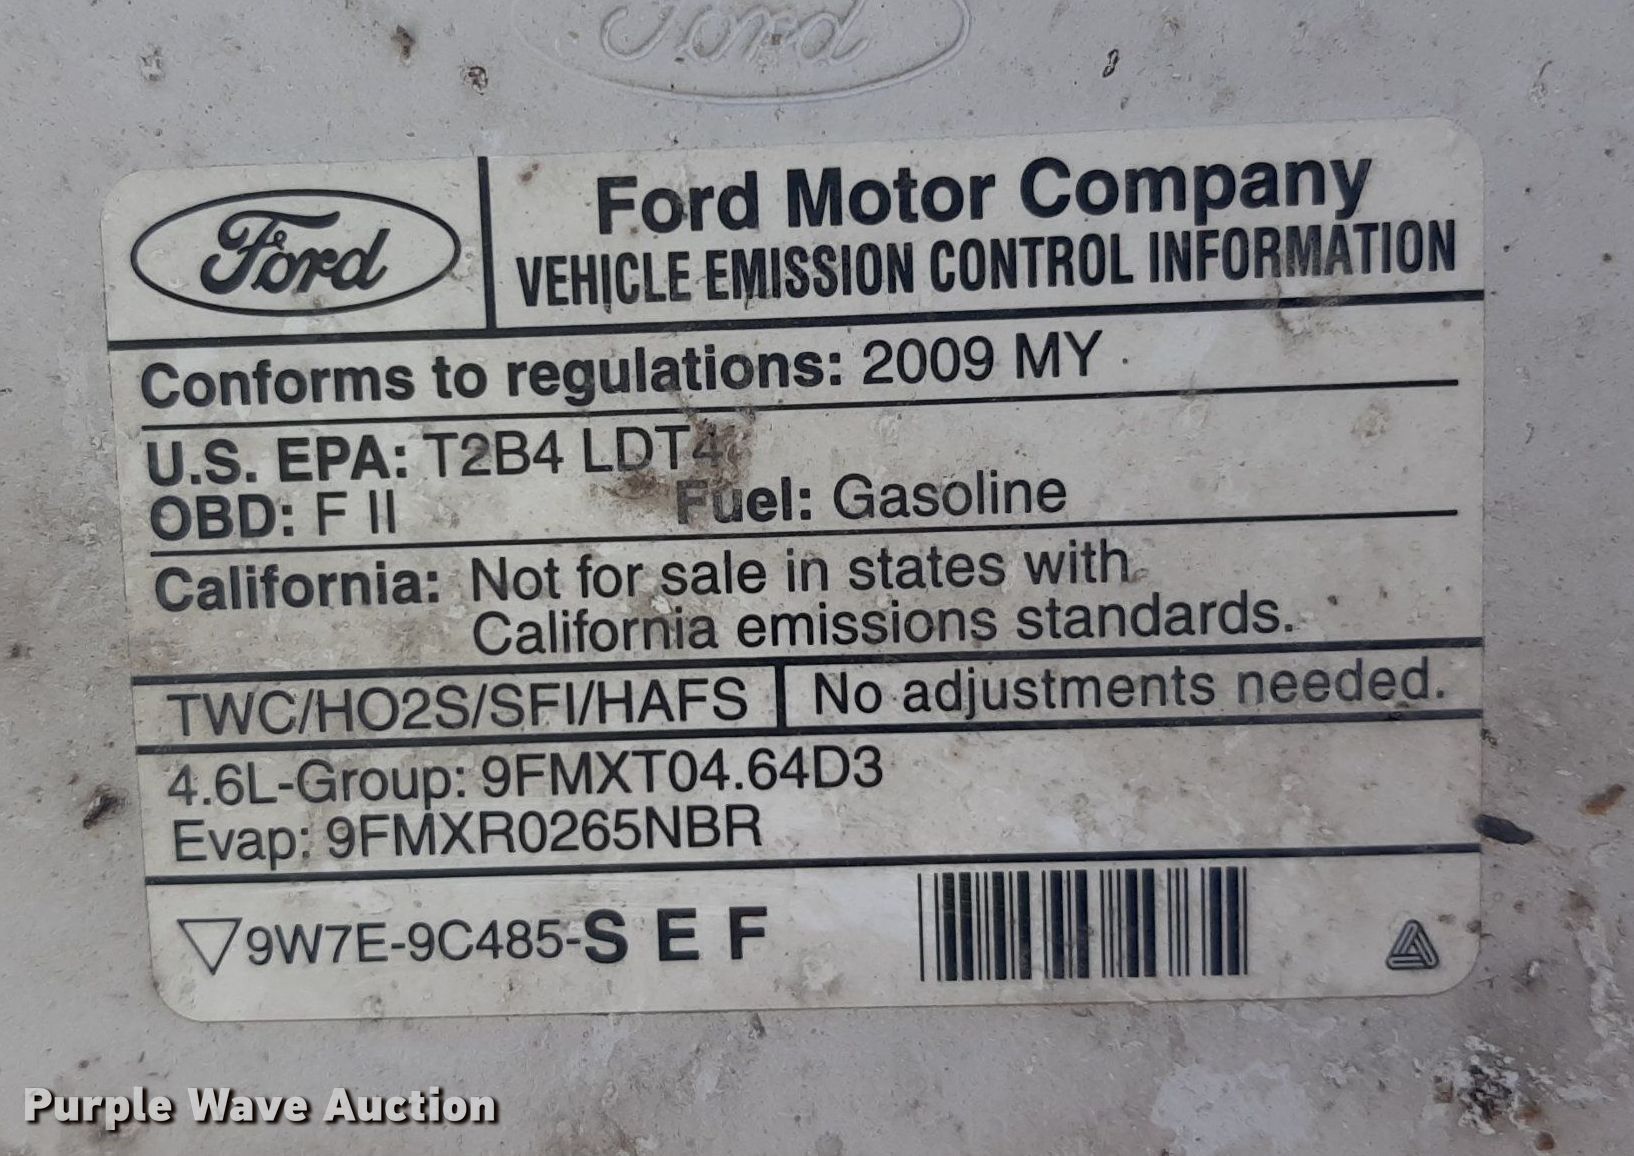 Ford
Ford
Ford Motor Company
VEHICLE EMISSION CONTROL INFORMATION
Conforms to regulations: 2009 MY
U.S. EPA: T2B4 LDT4
OBD: F II Fuel: Gasoline
California: Not for sale in states with
California emissions standards.
TWC/HO2S/SFI/HAFS No adjustments needed.
4.6L-Group: 9FMXT04.64D3
Evap: 9FMXR0265NBR
9W7E-9C485-S E F
Purple Wave Auction